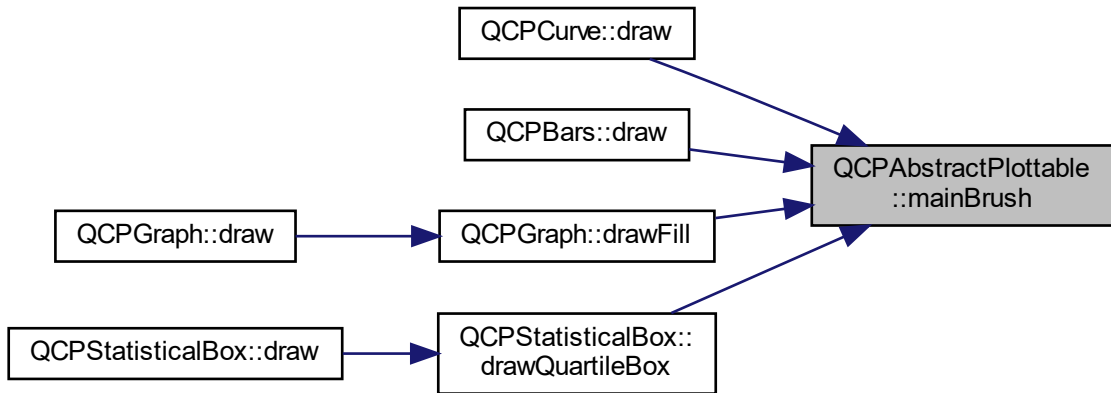 QCPCurve::draw
QCPBars::draw
QCPAbstractPlottable
::mainBrush
QCPGraph::draw
QCPGraph::drawFill
QCPStatisticalBox::draw
QCPStatisticalBox::
drawQuartileBox